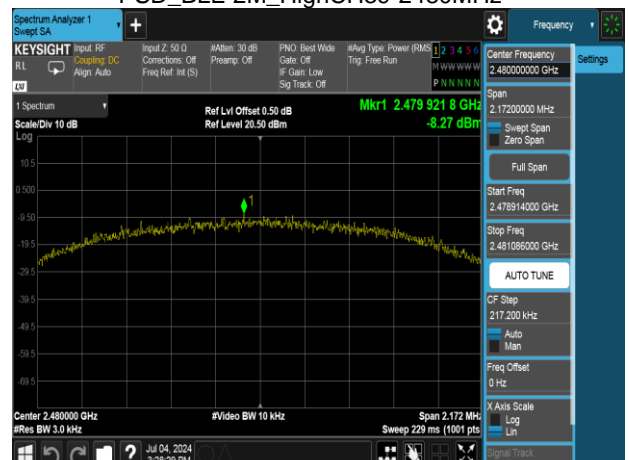 PSD_BLE 2M_HighCH39-2480MHz
Spectrum Analyzer 1
Swept SA
Frequency
KEYSIGHT
RL
LXI
Input: RF
Coupling: DC
Align: Auto
Input Z: 50 Ω
Corrections: Off
Freq Ref: Int (S)
#Atten: 30 dB
Preamp: Off
PNO: Best Wide
Gate: Off
IF Gain: Low
Sig Track: Off
#Avg Type: Power (RMS
Trig: Free Run
1 2 3 4 5 6
M W W W W W
P N N N N N
1 Spectrum
Scale/Div 10 dB
Log
Ref Lvl Offset 0.50 dB
Ref Level 20.50 dBm
Mkr1 2.479 921 8 GHz
-8.27 dBm
1
10.5
0.500
-9.50
-19.5
-29.5
-39.5
-49.5
-59.5
-69.5
Center 2.480000 GHz
#Res BW 3.0 kHz
#Video BW 10 kHz
Span 2.172 MHz
Sweep 229 ms (1001 pts
Center Frequency
2.480000000 GHz
Settings
Span
2.17200000 MHz
Swept Span
Zero Span
Full Span
Start Freq
2.478914000 GHz
Stop Freq
2.481086000 GHz
AUTO TUNE
CF Step
217.200 kHz
Auto
Man
Freq Offset
0 Hz
X Axis Scale
Log
Lin
Signal Track
?
Jul 04, 2024